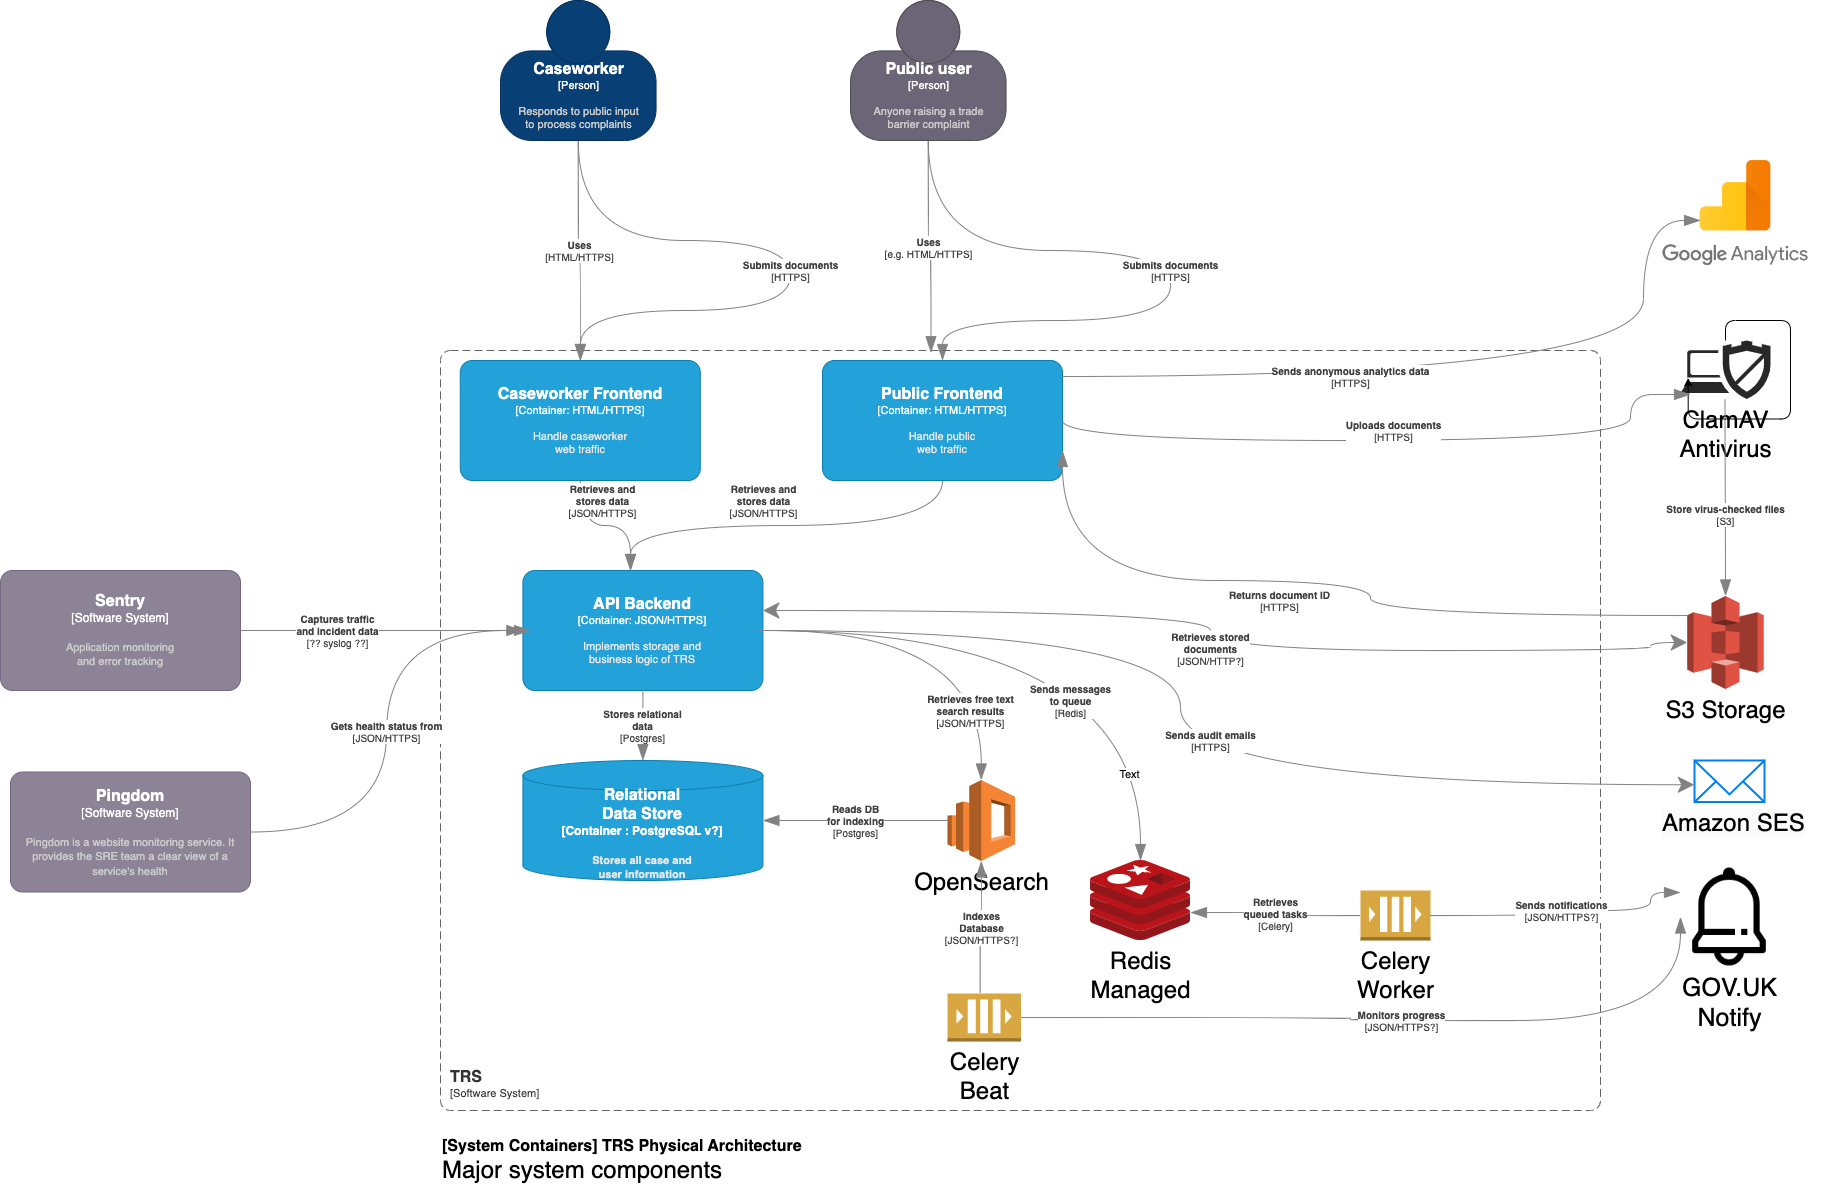 Caseworker
[Person]
Responds to public input
to process complaints
Public user
[Person]
Anyone raising a trade
barrier complaint
Uses
[HTML/HTTPS]
Submits documents
[HTTPS]
Uses
[e.g. HTML/HTTPS]
Submits documents
[HTTPS]
Google Analytics
Caseworker Frontend
[Container: HTML/HTTPS]
Handle caseworker
web traffic
Public Frontend
[Container: HTML/HTTPS]
Handle public
web traffic
Sends anonymous analytics data
[HTTPS]
Uploads documents
[HTTPS]
ClamAV
Antivirus
Retrieves and
stores data
[JSON/HTTPS]
Retrieves and
stores data
[JSON/HTTPS]
Store virus-checked files
[S3]
Sentry
[Software System]
Application monitoring
and error tracking
Captures traffic
and incident data
[?? syslog ??]
API Backend
[Container: JSON/HTTPS]
Implements storage and
business logic of TRS
Returns document ID
[HTTPS]
Retrieves stored
documents
[JSON/HTTP?]
S3 Storage
Gets health status from
[JSON/HTTPS]
Stores relational
data
[Postgres]
Retrieves free text
search results
[JSON/HTTPS]
Sends messages
to queue
[Redis]
Sends audit emails
[HTTPS]
Text
Pingdom
[Software System]
Pingdom is a website monitoring service. It
provides the SRE team a clear view of a
service's health
Relational
Data Store
[Container : PostgreSQL v?]
Stores all case and
user information
Reads DB
for indexing
[Postgres]
OpenSearch
Amazon SES
Indexes
Database
[JSON/HTTPS?]
Redis
Managed
Retrieves
queued tasks
[Celery]
Celery
Worker
Sends notifications
[JSON/HTTPS?]
GOV.UK
Notify
Monitors progress
[JSON/HTTPS?]
Celery
Beat
TRS
[Software System]
[System Containers] TRS Physical Architecture
Major system components